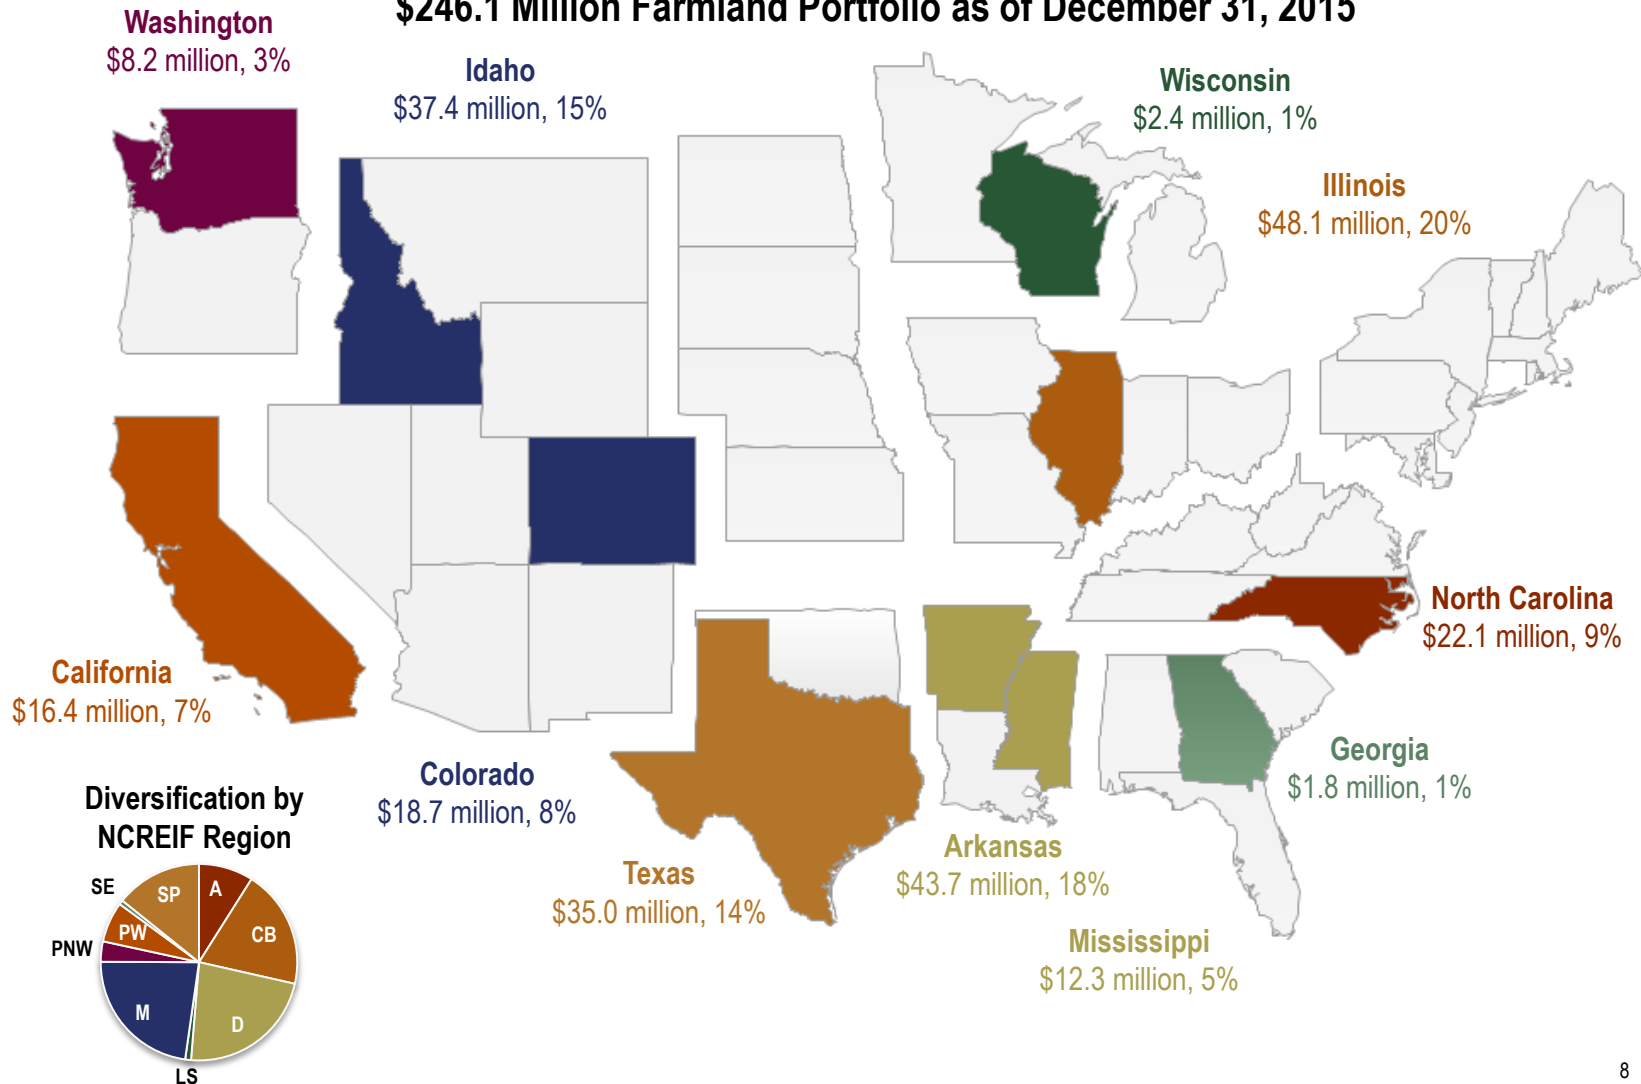 $246.1 Million Farmland Portfolio as of December 31, 2015
Washington
$8.2 million, 3%
Idaho
$37.4 million, 15%
Wisconsin
$2.4 million, 1%
Illinois
$48.1 million, 20%
North Carolina
$22.1 million, 9%
California
$16.4 million, 7%
Colorado
$18.7 million, 8%
Georgia
$1.8 million, 1%
Texas
$35.0 million, 14%
Arkansas
$43.7 million, 18%
Mississippi
$12.3 million, 5%
Diversification by
NCREIF Region
SE
SP
A
PW
CB
PNW
M
D
LS
8